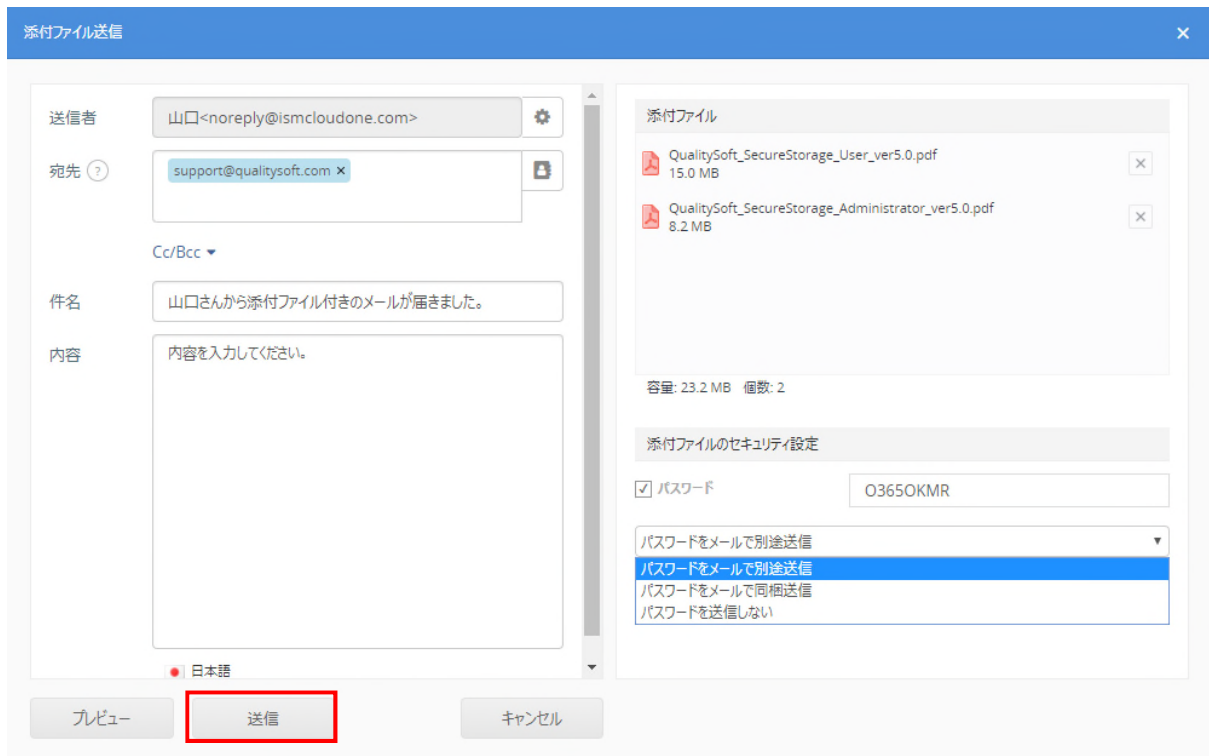 添付ファイル送信
送信者
山口<noreply@ismcloudone.com>
宛先 ?
support@qualitysoft.com ×
Cc/Bcc
件名
山口さんから添付ファイル付きのメールが届きました。
内容
内容を入力してください。
日本語
プレビュー
送信
キャンセル
添付ファイル
QualitySoft_SecureStorage_User_ver5.0.pdf
15.0 MB
QualitySoft_SecureStorage_Administrator_ver5.0.pdf
8.2 MB
容量: 23.2 MB 個数: 2
添付ファイルのセキュリティ設定
パスワード
O365OKMR
パスワードをメールで別途送信
パスワードをメールで別途送信
パスワードをメールで同梱送信
パスワードを送信しない